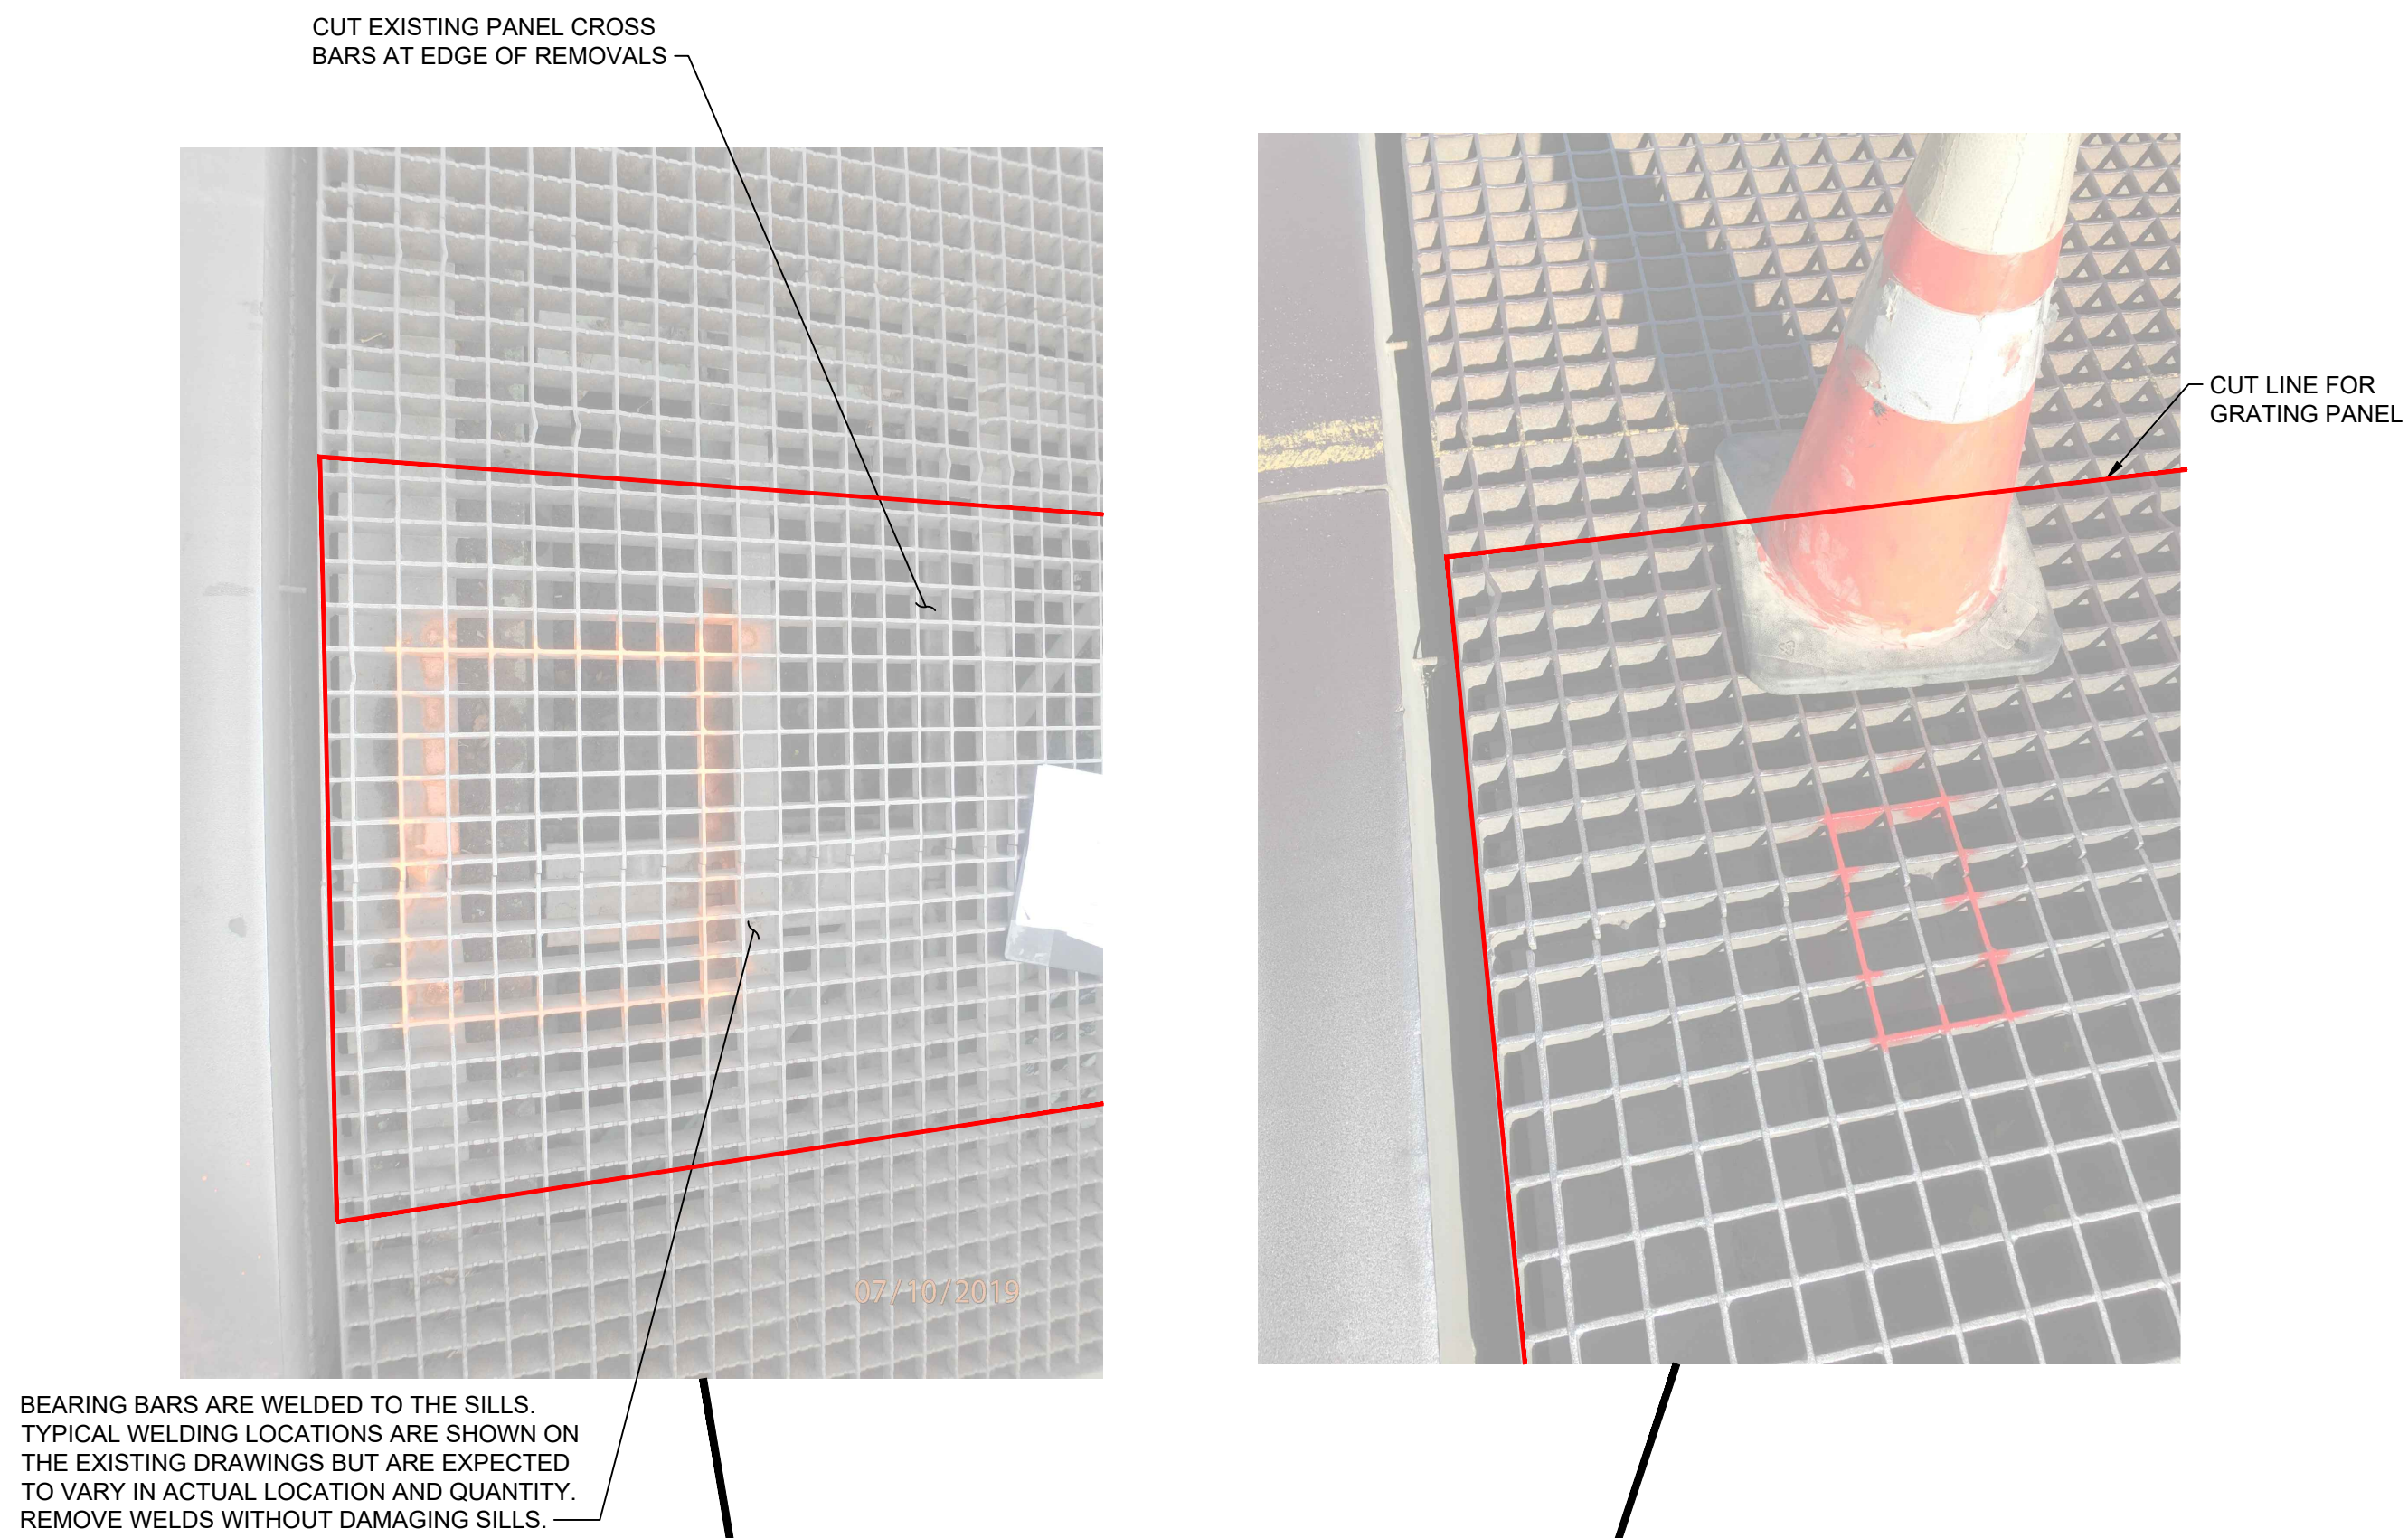 CUT EXISTING PANEL CROSS
BARS AT EDGE OF REMOVALS
CUT LINE FOR
GRATING PANEL
07/10/2019
BEARING BARS ARE WELDED TO THE SILLS.
TYPICAL WELDING LOCATIONS ARE SHOWN ON
THE EXISTING DRAWINGS BUT ARE EXPECTED
TO VARY IN ACTUAL LOCATION AND QUANTITY.
REMOVE WELDS WITHOUT DAMAGING SILLS.